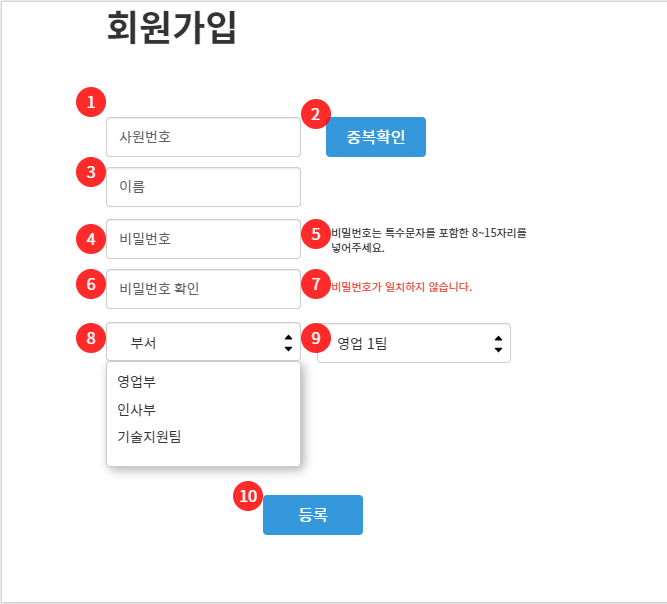 회원가입
1
2
사원번호
중복확인
3
이름
4
비밀번호
5
비밀번호는 특수문자를 포함한 8~15자리를
넣어주세요.
6
비밀번호 확인
7
비밀번호가 일치하지 않습니다.
8
부서
9
영업 1팀
영업부
인사부
기술지원팀
10
등록